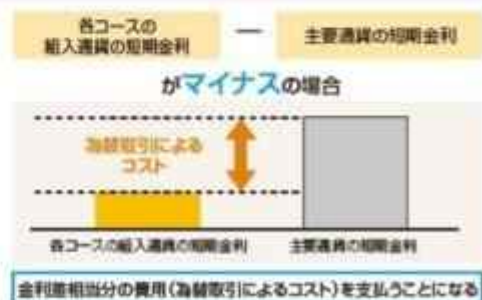 各コースの
組入通貨の短期金利
ー
主要通貨の短期金利
がマイナスの場合
為替取引による
コスト
各コースの組入通貨の短期金利
主要通貨の短期金利
金利差相当分の費用（為替取引によるコスト）を支払うことになる